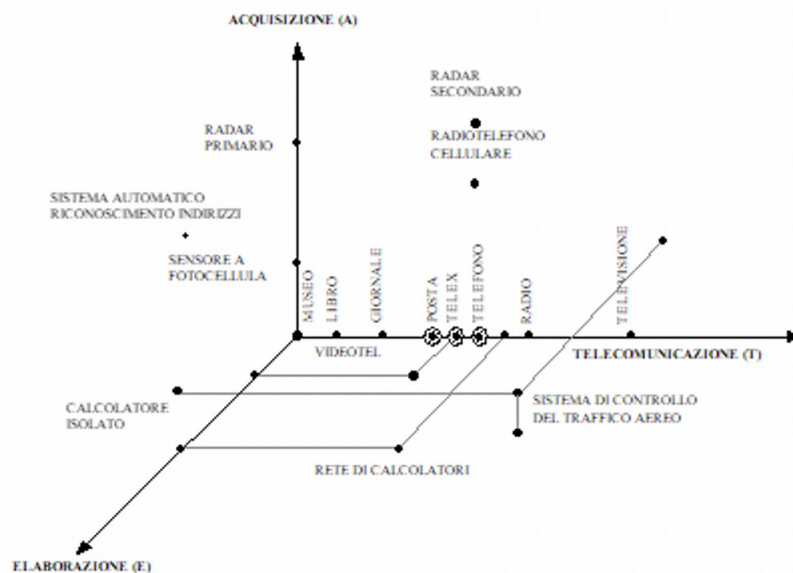 ACQUISIZIONE (A)
RADAR
SECONDARIO
RADAR
PRIMARIO
RADIOTELEFONO
CELLULARE
SISTEMA AUTOMATICO
RICONOSCIMENTO INDIRIZZI
SENSORE A
FOTOCELLULA
MUSEO
LIBRO
GIORNALE
POSTA
TELEX
TELEFONO
RADIO
TELEVISIONE
VIDEOTEL
TELECOMUNICAZIONE (T)
CALCOLATORE
ISOLATO
SISTEMA DI CONTROLLO
DEL TRAFFICO AEREO
RETE DI CALCOLATORI
ELABORAZIONE (E)